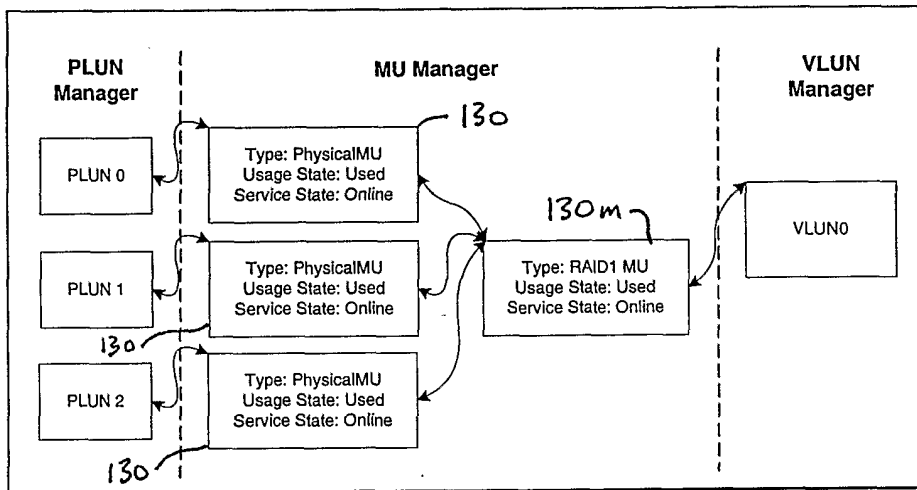 PLUN
Manager
MU Manager
VLUN
Manager
130
PLUN 0
Type: PhysicalMU
Usage State: Used
Service State: Online
130m
PLUN 1
Type: PhysicalMU
Usage State: Used
Service State: Online
130
Type: RAID1 MU
Usage State: Used
Service State: Online
VLUN0
PLUN 2
Type: PhysicalMU
Usage State: Used
Service State: Online
130